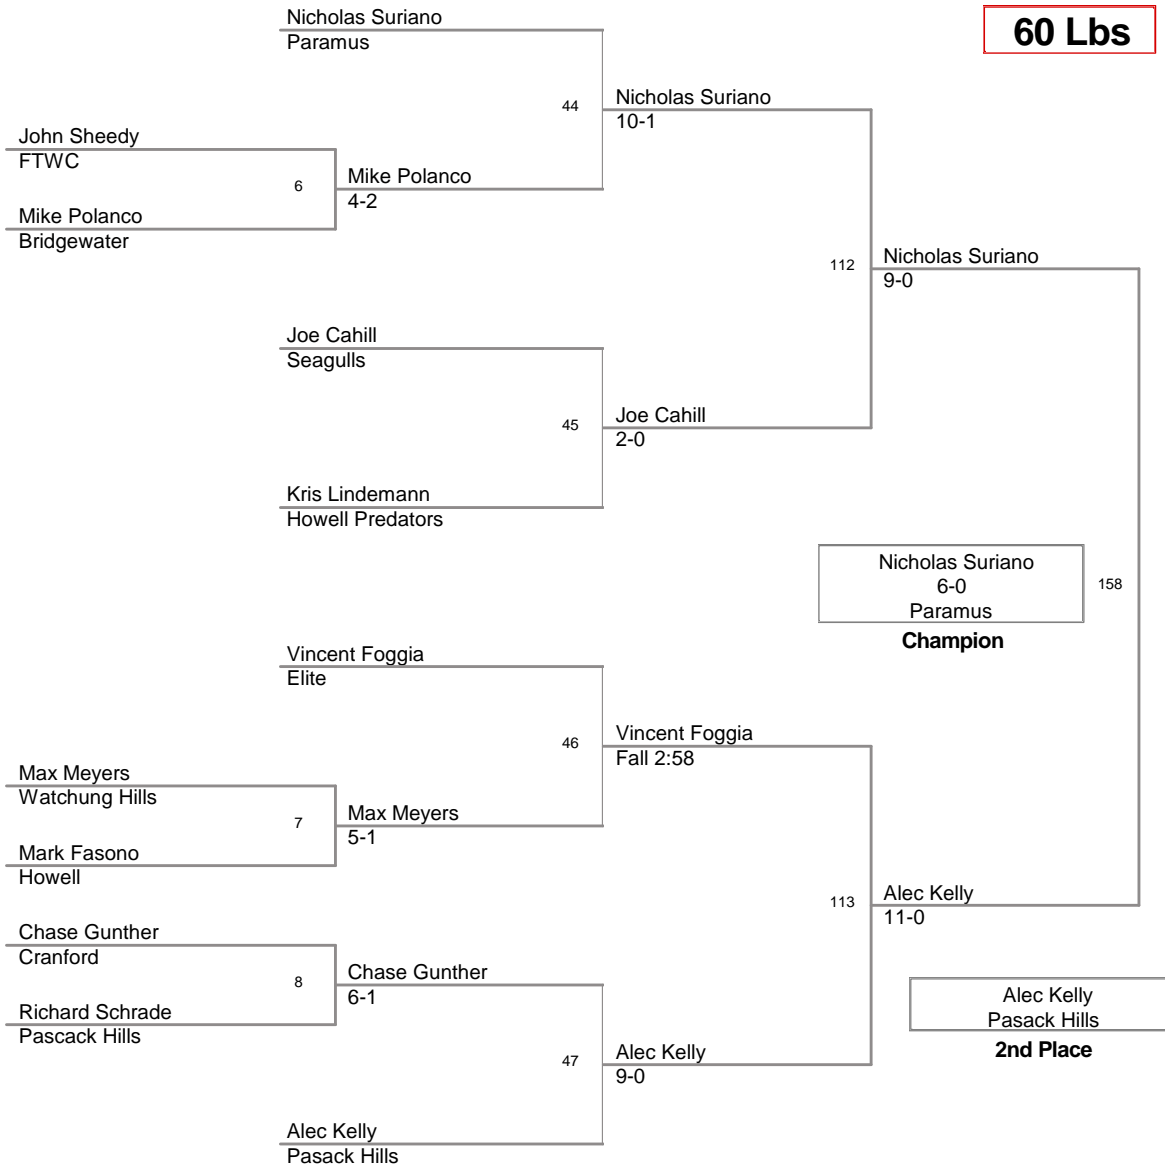 Nicholas Suriano
Paramus
60 Lbs
44
Nicholas Suriano
10-1
John Sheedy
FTWC
6
Mike Polanco
4-2
Mike Polanco
Bridgewater
112
Nicholas Suriano
9-0
Joe Cahill
Seagulls
45
Joe Cahill
2-0
Kris Lindemann
Howell Predators
Nicholas Suriano
6-0
Paramus
158
Champion
Vincent Foggia
Elite
46
Vincent Foggia
Fall 2:58
Max Meyers
Watchung Hills
7
Max Meyers
5-1
Mark Fasono
Howell
113
Alec Kelly
11-0
Chase Gunther
Cranford
8
Chase Gunther
6-1
Richard Schrade
Pascack Hills
Alec Kelly
Pasack Hills
2nd Place
47
Alec Kelly
9-0
Alec Kelly
Pasack Hills